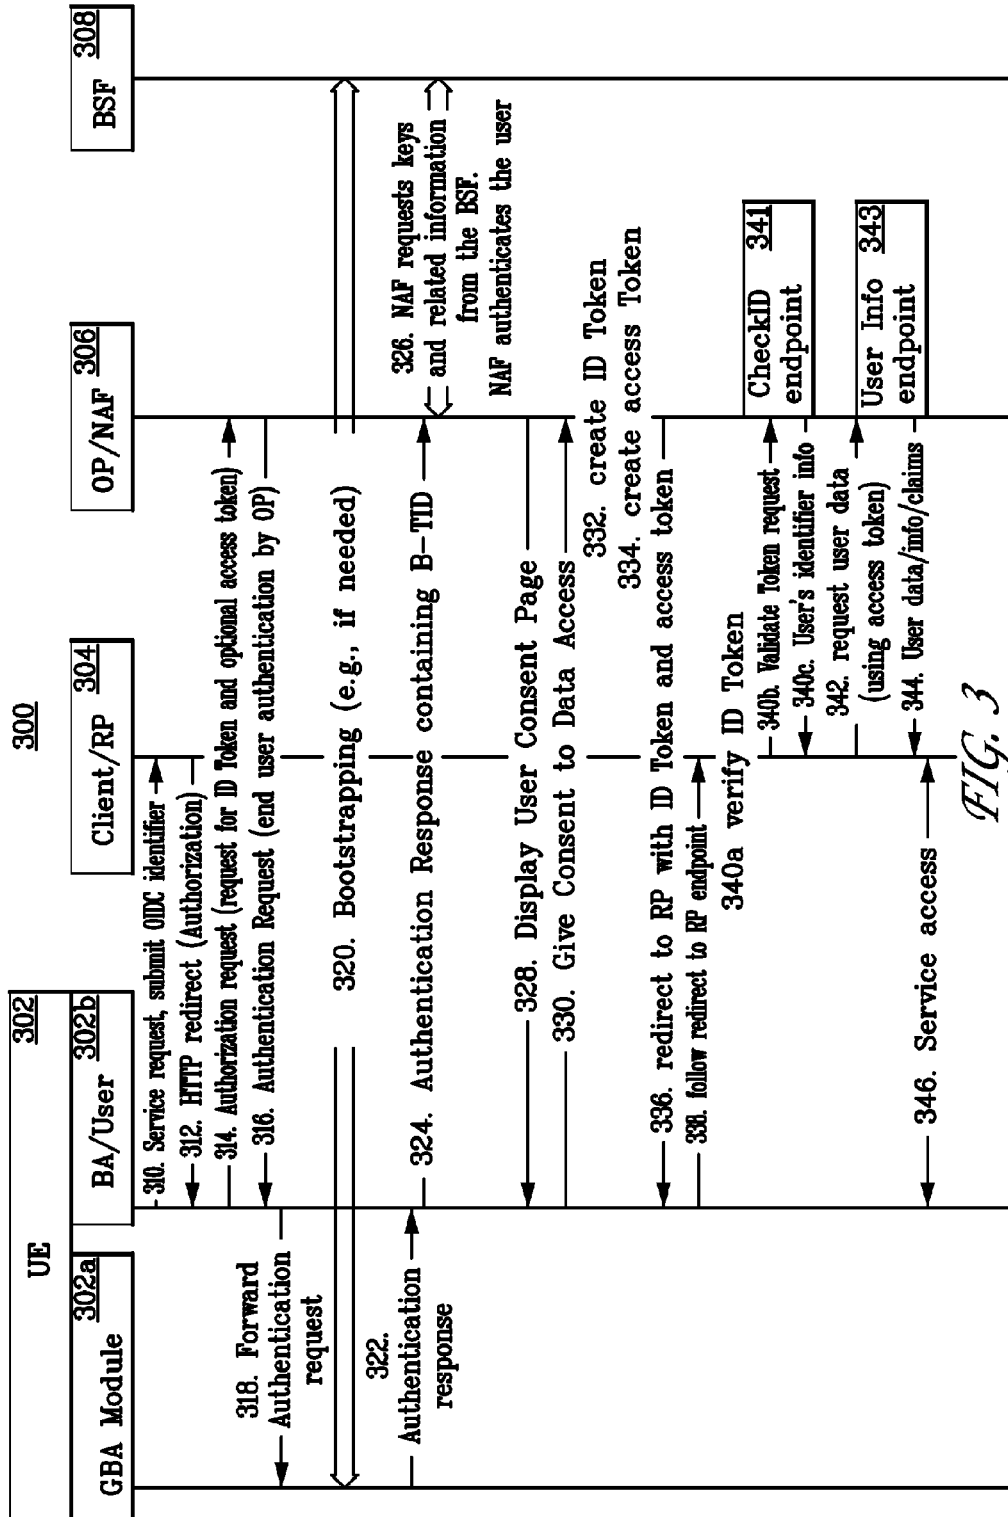 300
UE 302
GBA Module 302a
BA/User 302b
Client/RP 304
OP/NAF 306
BSF 308
310. Service request, submit OIDC identifier
312. HTTP redirect (Authorization)
314. Authorization request (request for ID Token and optional access token)
316. Authentication Request (end user authentication by OP)
318. Forward
Authentication
request
320. Bootstrapping (e.g., if needed)
322.
Authentication
response
324. Authentication Response containing B-TID
326. NAF requests keys
and related information
from the BSF.
NAF authenticates the user
328. Display User Consent Page
330. Give Consent to Data Access
332. create ID Token
334. create access Token
336. redirect to RP with ID Token and access token
338. follow redirect to RP endpoint
340a verify ID Token
340b. Validate Token request
CheckID 341
endpoint
340c. User's identifier info
342. request user data
(using access token)
User Info 343
endpoint
344. User data/info/claims
346. Service access
FIG. 3